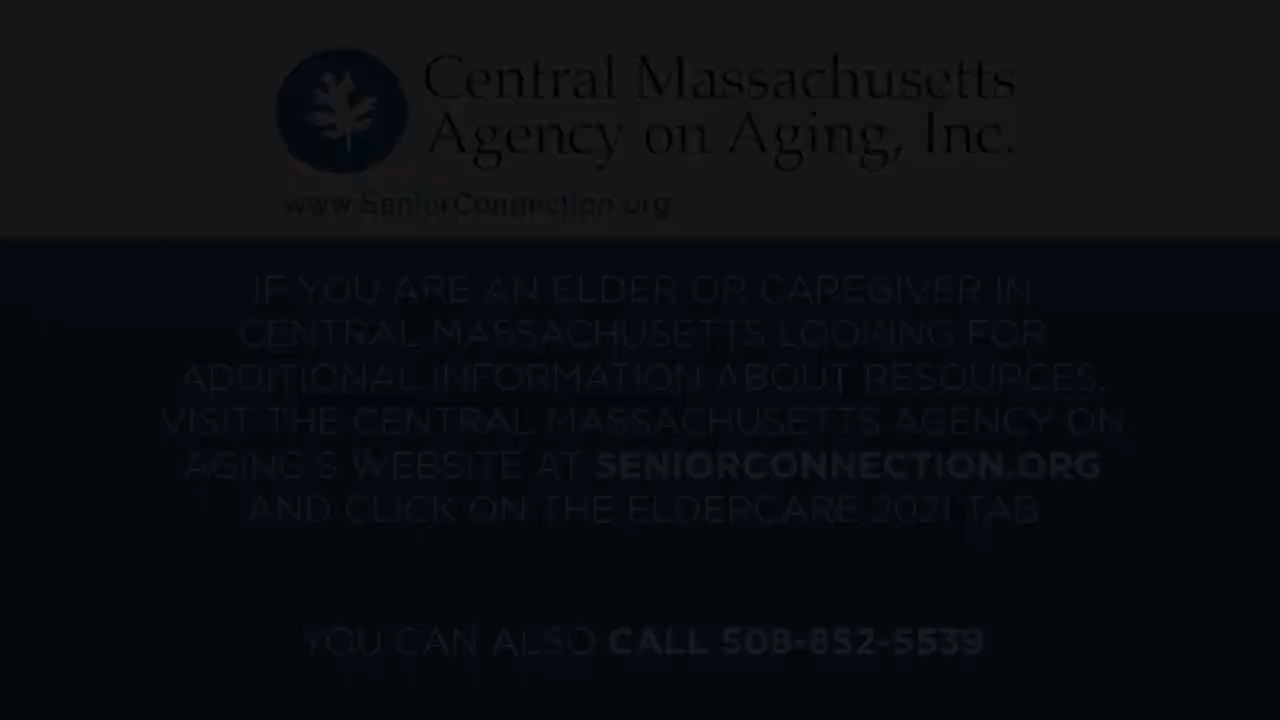 Central Massachusetts
Agency on Aging, Inc.
www.SeniorConnection.org
IF YOU ARE AN ELDER OR CAREGIVER IN
CENTRAL MASSACHUSETTS LOOKING FOR
ADDITIONAL INFORMATION ABOUT RESOURCES,
VISIT THE CENTRAL MASSACHUSETTS AGENCY ON
AGING'S WEBSITE AT SENIORCONNECTION.ORG
AND CLICK ON THE ELDERCARE 2021 TAB
YOU CAN ALSO CALL 508-852-5539